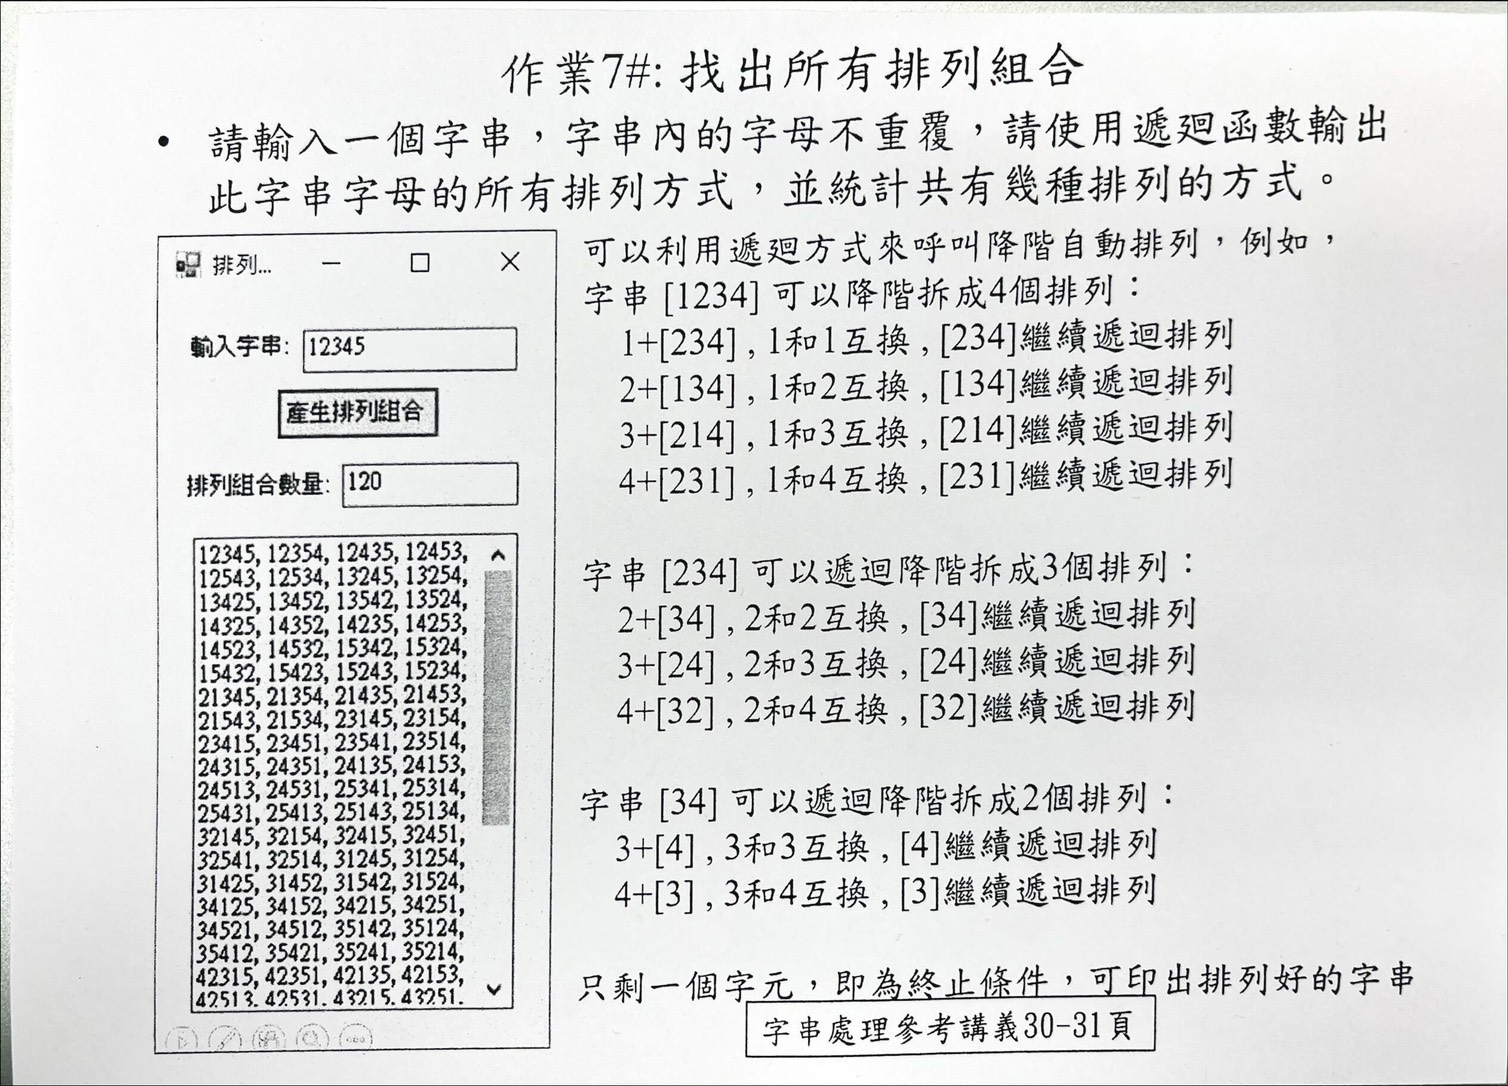 作業7#: 找出所有排列組合
• 請輸入一個字串，字串內的字母不重覆，請使用遞迴函數輸出
此字串字母的所有排列方式，並統計共有幾種排列的方式。
排列...
輸入字串: 12345
產生排列組合
排列組合數量: 120
12345, 12354, 12435, 12453,
12543, 12534, 13245, 13254,
13425, 13452, 13542, 13524,
14325, 14352, 14235, 14253,
14523, 14532, 15342, 15324,
15432, 15423, 15243, 15234,
21345, 21354, 21435, 21453,
21543, 21534, 23145, 23154,
23415, 23451, 23541, 23514,
24315, 24351, 24135, 24153,
24513, 24531, 25341, 25314,
25431, 25413, 25143, 25134,
32145, 32154, 32415, 32451,
32541, 32514, 31245, 31254,
31425, 31452, 31542, 31524,
34125, 34152, 34215, 34251,
34521, 34512, 35142, 35124,
35412, 35421, 35241, 35214,
42315, 42351, 42135, 42153,
42513, 42531, 43215, 43251,
可以利用遞迴方式來呼叫降階自動排列，例如，
字串 [1234] 可以降階拆成4個排列：
1+[234] , 1和1互換 , [234]繼續遞迴排列
2+[134] , 1和2互換 , [134]繼續遞迴排列
3+[214] , 1和3互換 , [214]繼續遞迴排列
4+[231] , 1和4互換 , [231]繼續遞迴排列
字串 [234] 可以遞迴降階拆成3個排列：
2+[34] , 2和2互換 , [34]繼續遞迴排列
3+[24] , 2和3互換 , [24]繼續遞迴排列
4+[32] , 2和4互換 , [32]繼續遞迴排列
字串 [34] 可以遞迴降階拆成2個排列：
3+[4] , 3和3互換 , [4]繼續遞迴排列
4+[3] , 3和4互換 , [3]繼續遞迴排列
只剩一個字元，即為終止條件，可印出排列好的字串
字串處理參考講義30-31頁